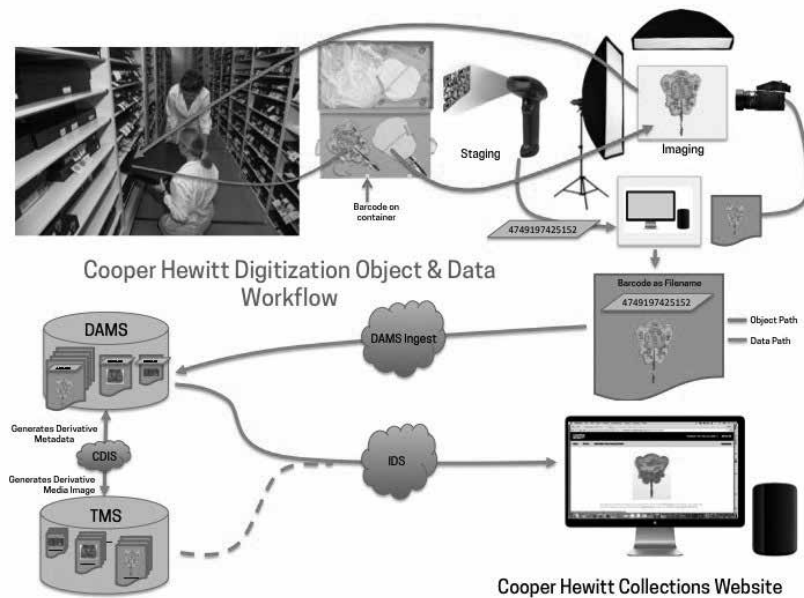 Staging
Imaging
Barcode on
container
4749197425152
Cooper Hewitt Digitization Object & Data
Workflow
Barcode as Filename
4749197425152
Object Path
Data Path
DAMS
DAMS Ingest
Generates Derivative
Metadata
CDIS
IDS
Generates Derivative
Media Image
TMS
Cooper Hewitt Collections Website